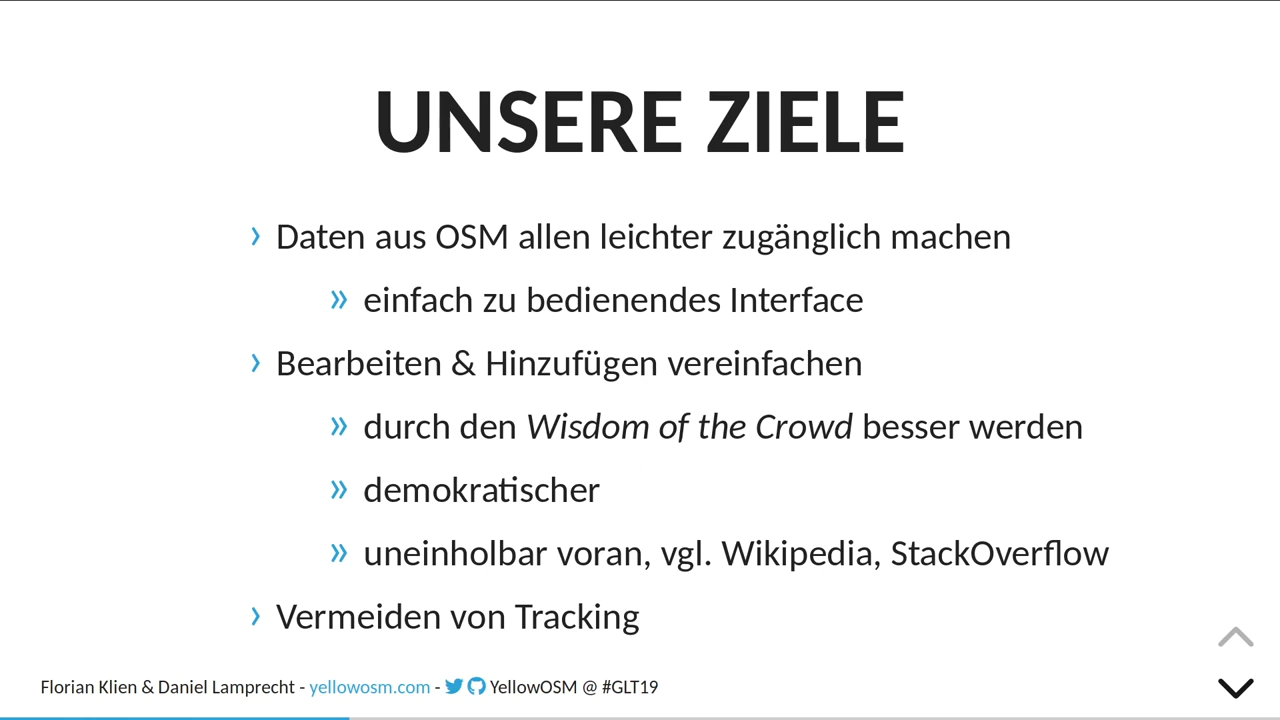 UNSERE ZIELE
› Daten aus OSM allen leichter zugänglich machen
» einfach zu bedienendes Interface
› Bearbeiten & Hinzufügen vereinfachen
» durch den Wisdom of the Crowd besser werden
» demokratischer
» uneinholbar voran, vgl. Wikipedia, StackOverflow
› Vermeiden von Tracking
Florian Klien & Daniel Lamprecht - yellowosm.com - YellowOSM @ #GLT19